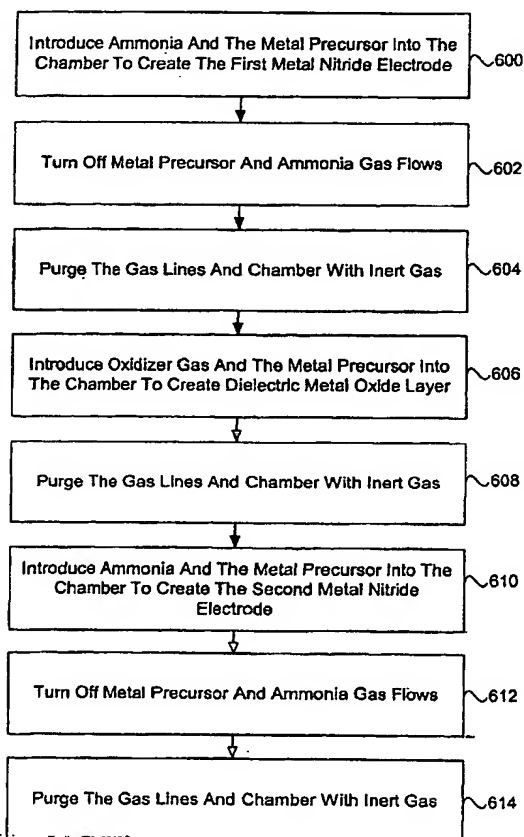 Introduce Ammonia And The Metal Precursor Into The
Chamber To Create The First Metal Nitride Electrode
600
Turn Off Metal Precursor And Ammonia Gas Flows
602
Purge The Gas Lines And Chamber With Inert Gas
604
Introduce Oxidizer Gas And The Metal Precursor Into
The Chamber To Create Dielectric Metal Oxide Layer
606
Purge The Gas Lines And Chamber With Inert Gas
608
Introduce Ammonia And The Metal Precursor Into The
Chamber To Create The Second Metal Nitride
Electrode
610
Turn Off Metal Precursor And Ammonia Gas Flows
612
Purge The Gas Lines And Chamber With Inert Gas
614